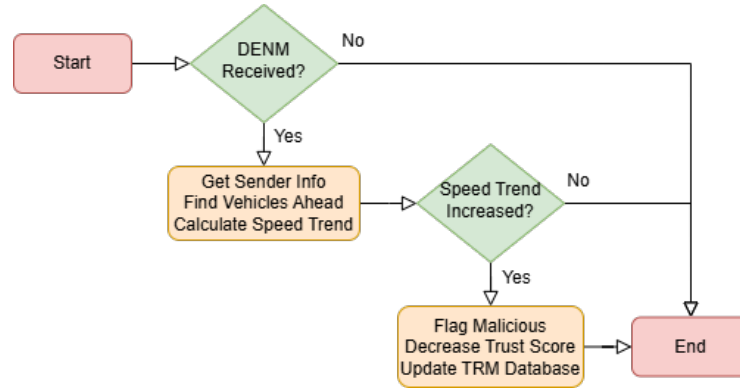 Start
DENM
Received?
No
Yes
Get Sender Info
Find Vehicles Ahead
Calculate Speed Trend
Speed Trend
Increased?
No
Yes
Flag Malicious
Decrease Trust Score
Update TRM Database
End